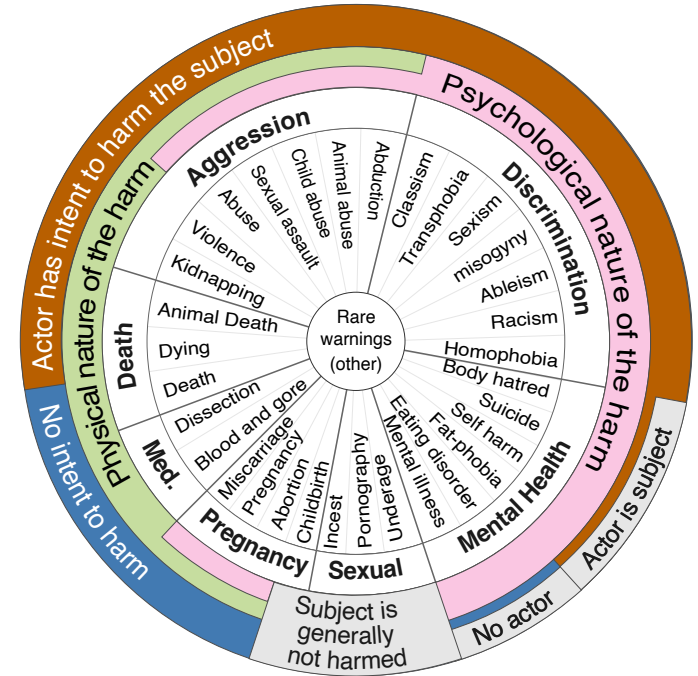 Actor has intent to harm the subject
Physical nature of the harm
Psychological nature of the harm
No intent to harm
Subject is
generally
not harmed
No actor
Actor is subject
Aggression
Kidnapping
Violence
Abuse
Sexual assault
Child abuse
Animal abuse
Abduction
Discrimination
Classism
Transphobia
Sexism
misogyny
Ableism
Racism
Homophobia
Mental Health
Body hatred
Suicide
Self harm
Fat-phobia
Eating disorder
Mental illness
Sexual
Underage
Pornography
Incest
Pregnancy
Childbirth
Abortion
Pregnancy
Miscarriage
Med.
Blood and gore
Dissection
Death
Death
Dying
Animal Death
Rare
warnings
(other)